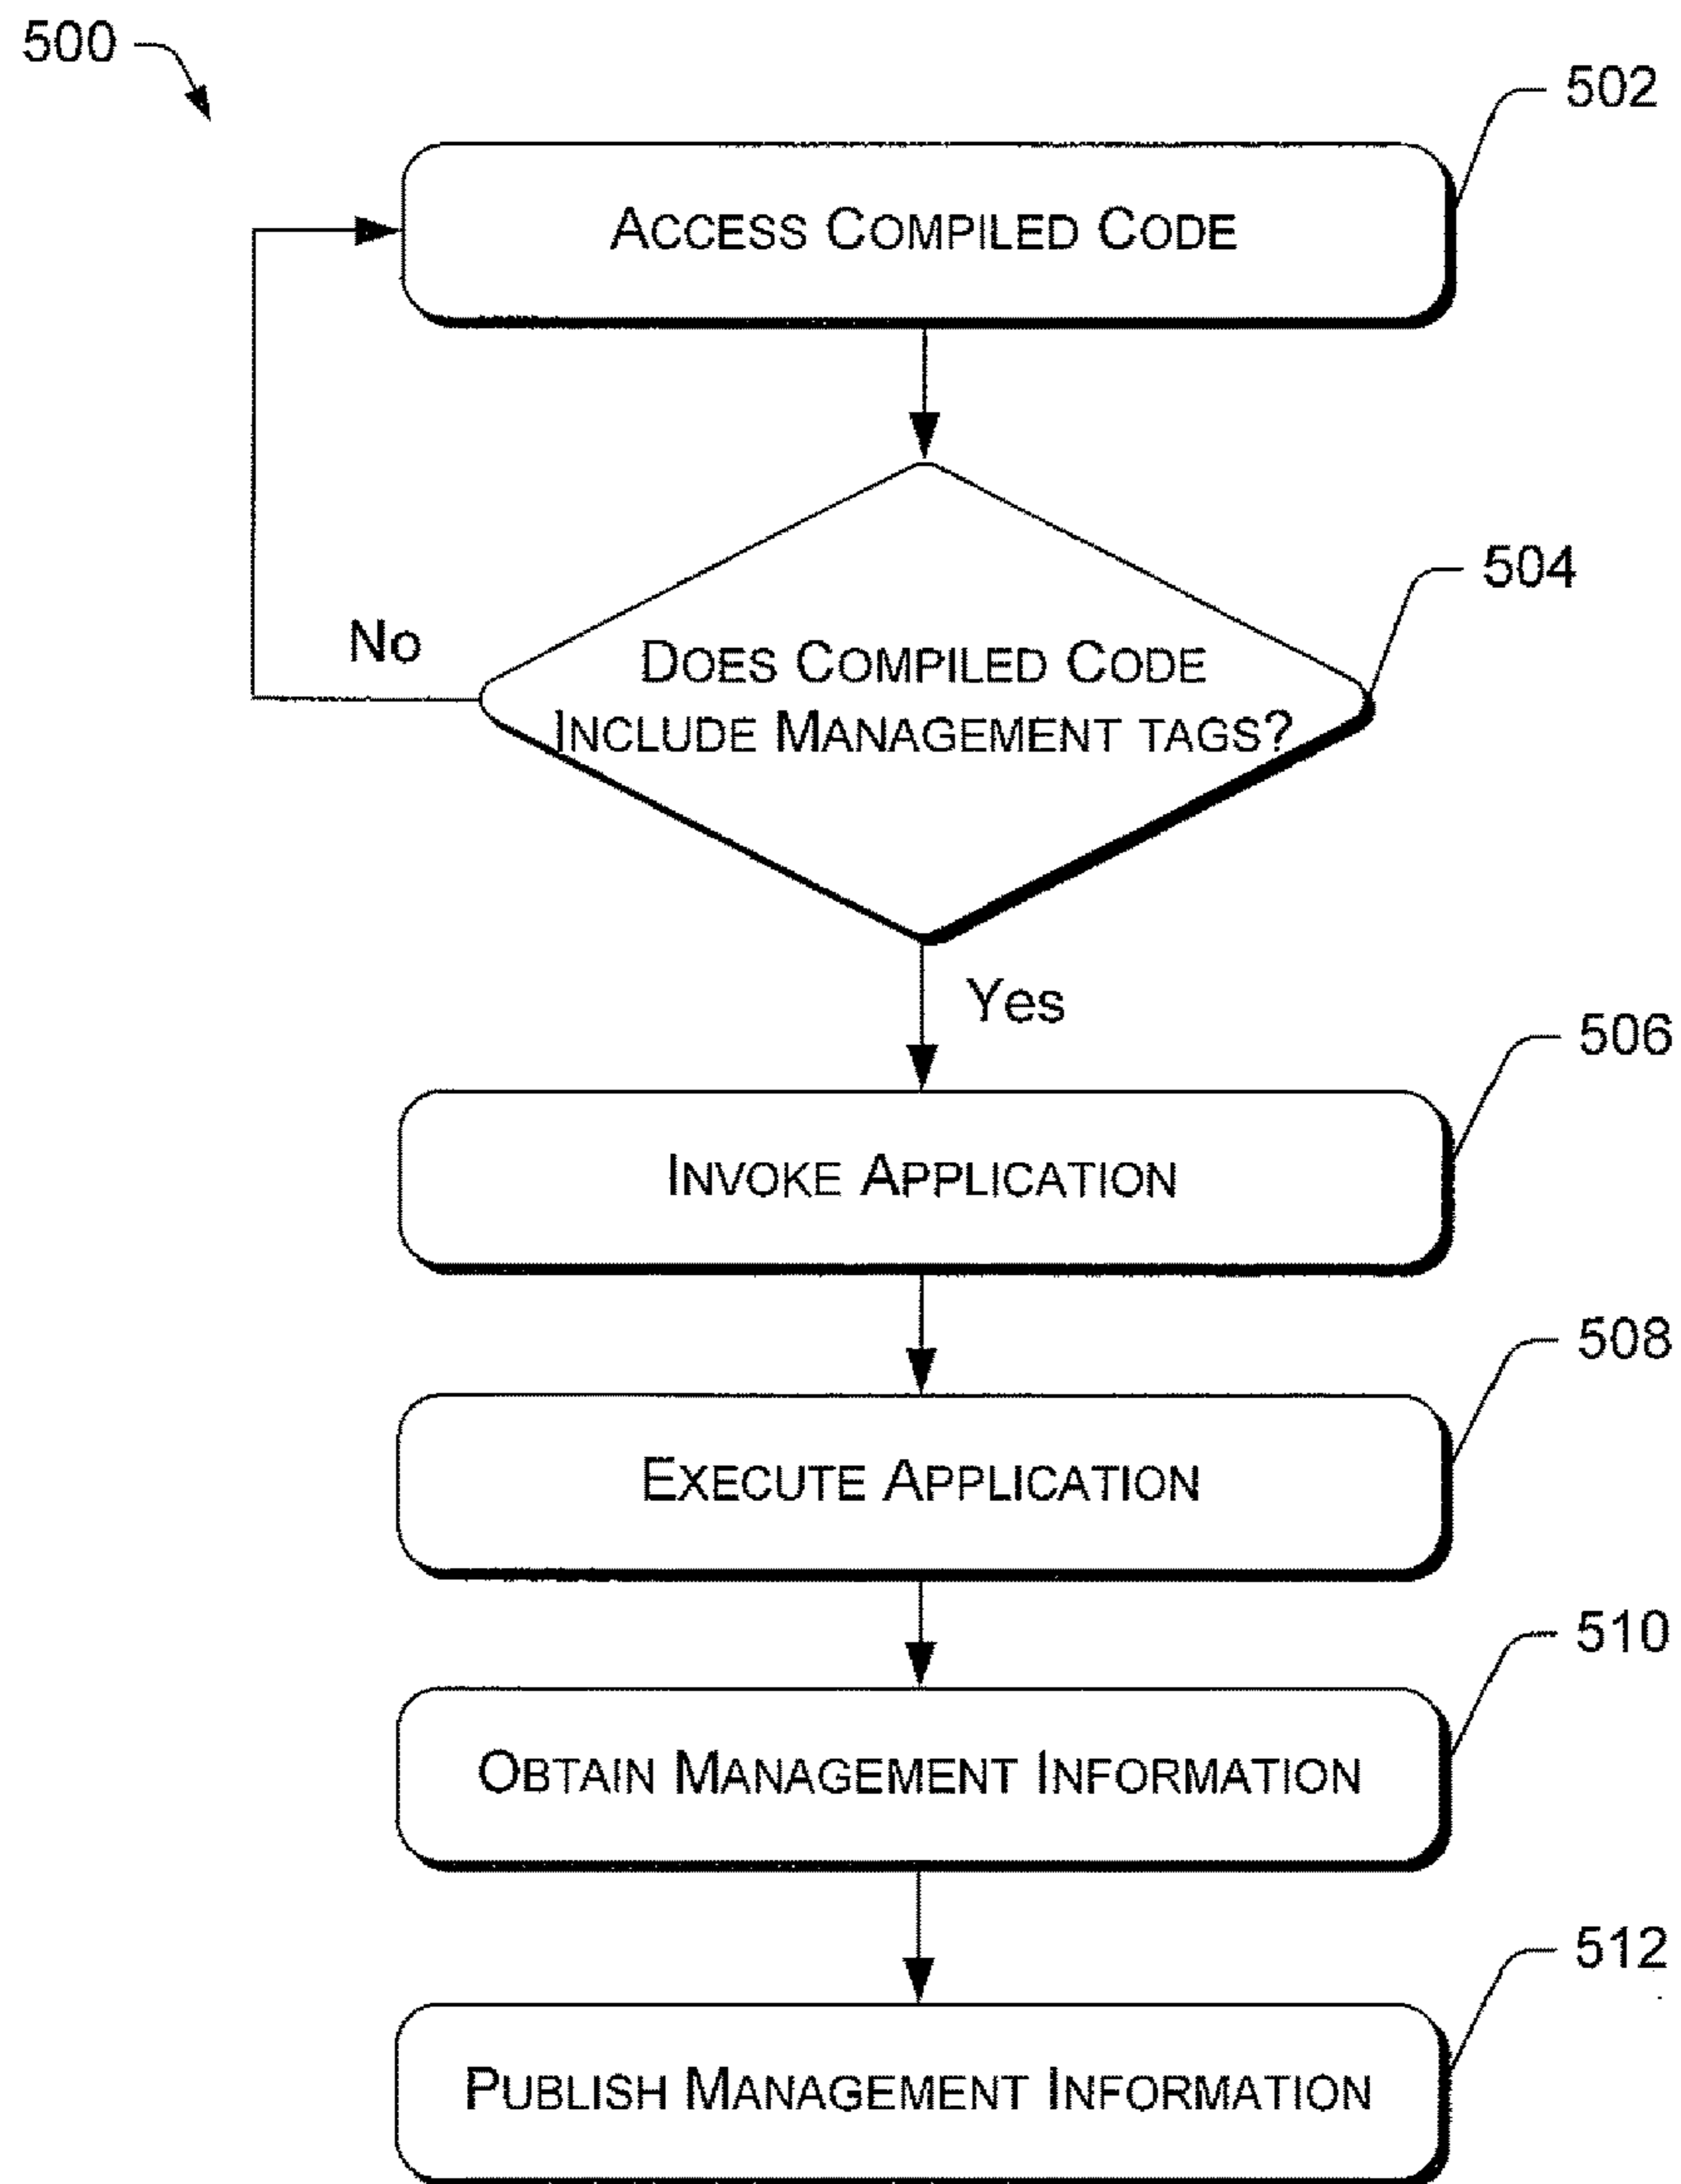 500
502
ACCESS COMPILED CODE
504
No
DOES COMPILED CODE
INCLUDE MANAGEMENT TAGS?
Yes
506
INVOKE APPLICATION
508
EXECUTE APPLICATION
510
OBTAIN MANAGEMENT INFORMATION
512
PUBLISH MANAGEMENT INFORMATION